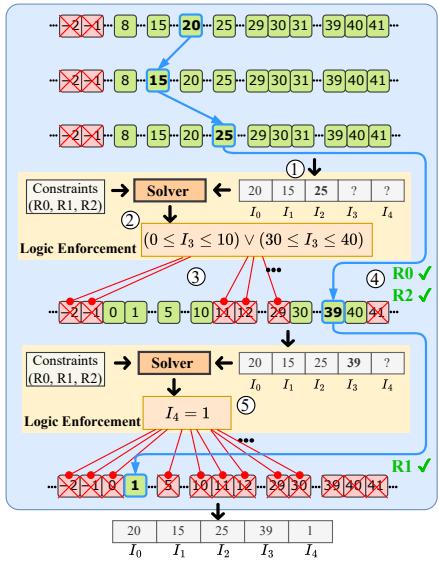 ··· -2 -1 ··· 8 ··· 15 ··· 20 ··· 25 ··· 29 30 31 ··· 39 40 41 ···
··· -2 -1 ··· 8 ··· 15 ··· 20 ··· 25 ··· 29 30 31 ··· 39 40 41 ···
··· -2 -1 ··· 8 ··· 15 ··· 20 ··· 25 ··· 29 30 31 ··· 39 40 41 ···
①
Constraints
(R0, R1, R2)
Solver
20 15 25 ? ?
I₀ I₁ I₂ I₃ I₄
②
Logic Enforcement
(0 ≤ I₃ ≤ 10) ∨ (30 ≤ I₃ ≤ 40)
③
···
④
R0 ✓
R2 ✓
··· -2 -1 0 1 ··· 5 ··· 10 11 12 ··· 29 30 ··· 39 40 41 ···
Constraints
(R0, R1, R2)
Solver
20 15 25 39 ?
I₀ I₁ I₂ I₃ I₄
Logic Enforcement
I₄ = 1
⑤
···
R1 ✓
··· -2 -1 0 1 ··· 5 ··· 10 11 12 ··· 29 30 ··· 39 40 41 ···
20 15 25 39 1
I₀ I₁ I₂ I₃ I₄